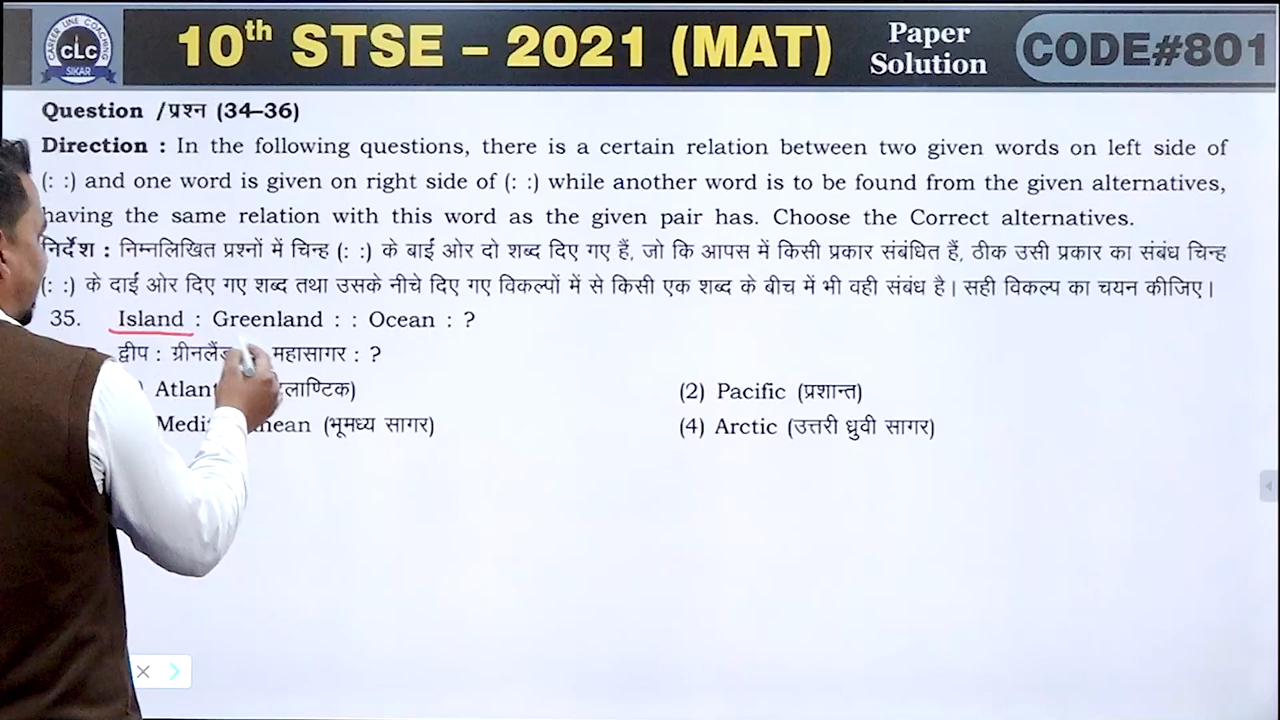 CAREER LINE COACHING
CLC
SIKAR
10th STSE – 2021 (MAT)
Paper
Solution
CODE#801
Question /प्रश्न (34–36)
Direction : In the following questions, there is a certain relation between two given words on left side of
(: :) and one word is given on right side of (: :) while another word is to be found from the given alternatives,
having the same relation with this word as the given pair has. Choose the Correct alternatives.
निर्देश : निम्नलिखित प्रश्नों में चिन्ह (: :) के बाईं ओर दो शब्द दिए गए हैं, जो कि आपस में किसी प्रकार संबंधित हैं, ठीक उसी प्रकार का संबंध चिन्ह
(: :) के दाईं ओर दिए गए शब्द तथा उसके नीचे दिए गए विकल्पों में से किसी एक शब्द के बीच में भी वही संबंध है। सही विकल्प का चयन कीजिए।
35. Island : Greenland : : Ocean : ?
द्वीप : महासागर : ?
(2) Pacific (प्रशान्त)
(भूमध्य सागर)
(4) Arctic (उत्तरी ध्रुवी सागर)